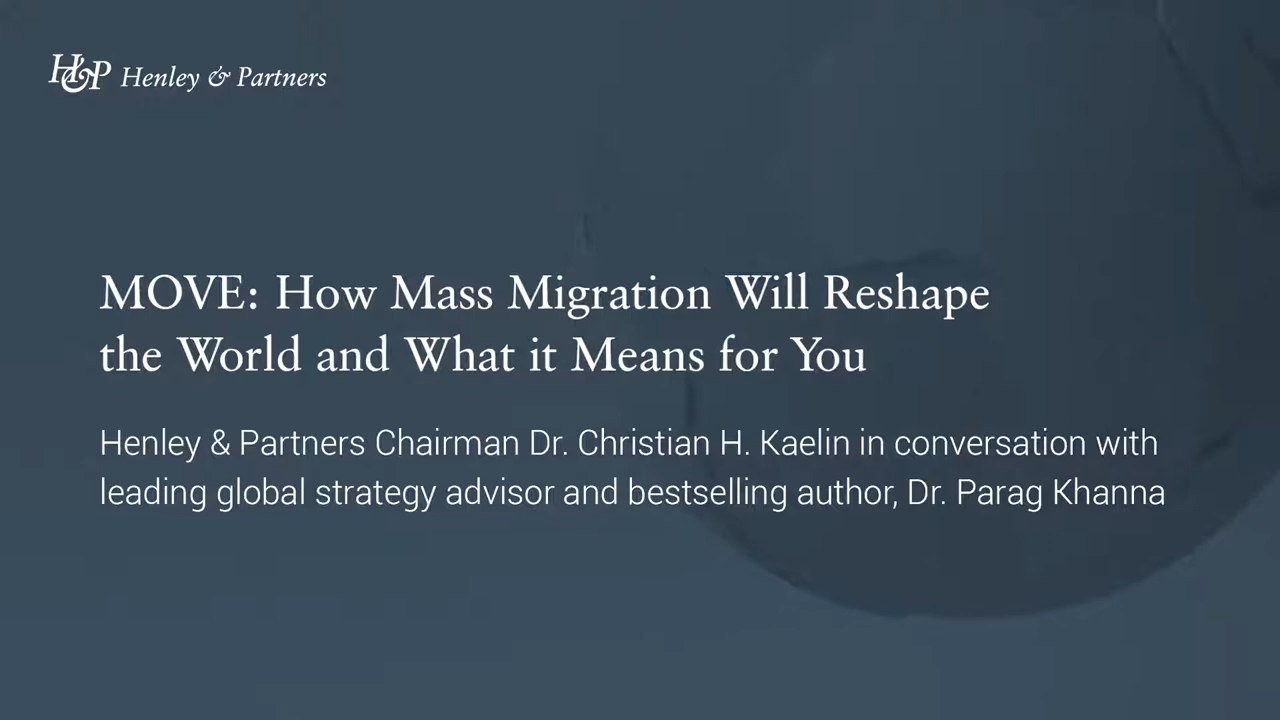 H&P Henley & Partners
MOVE: How Mass Migration Will Reshape
the World and What it Means for You
Henley & Partners Chairman Dr. Christian H. Kaelin in conversation with
leading global strategy advisor and bestselling author, Dr. Parag Khanna